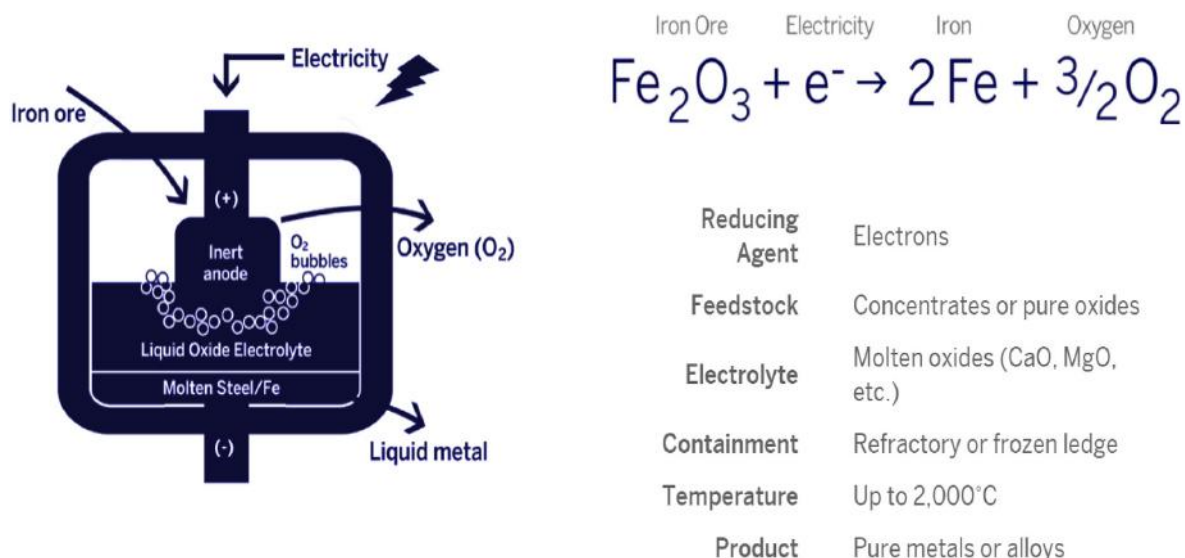 Electricity
Iron ore
(+)
Inert
anode
O₂
bubbles
Oxygen (O₂)
Liquid Oxide Electrolyte
Molten Steel/Fe
(-)
Liquid metal
Iron Ore Electricity Iron Oxygen
Fe₂O₃ + e⁻ → 2 Fe + 3/2 O₂
Reducing
Agent
Electrons
Feedstock Concentrates or pure oxides
Electrolyte
Molten oxides (CaO, MgO,
etc.)
Containment Refractory or frozen ledge
Temperature Up to 2,000°C
Product Pure metals or alloys